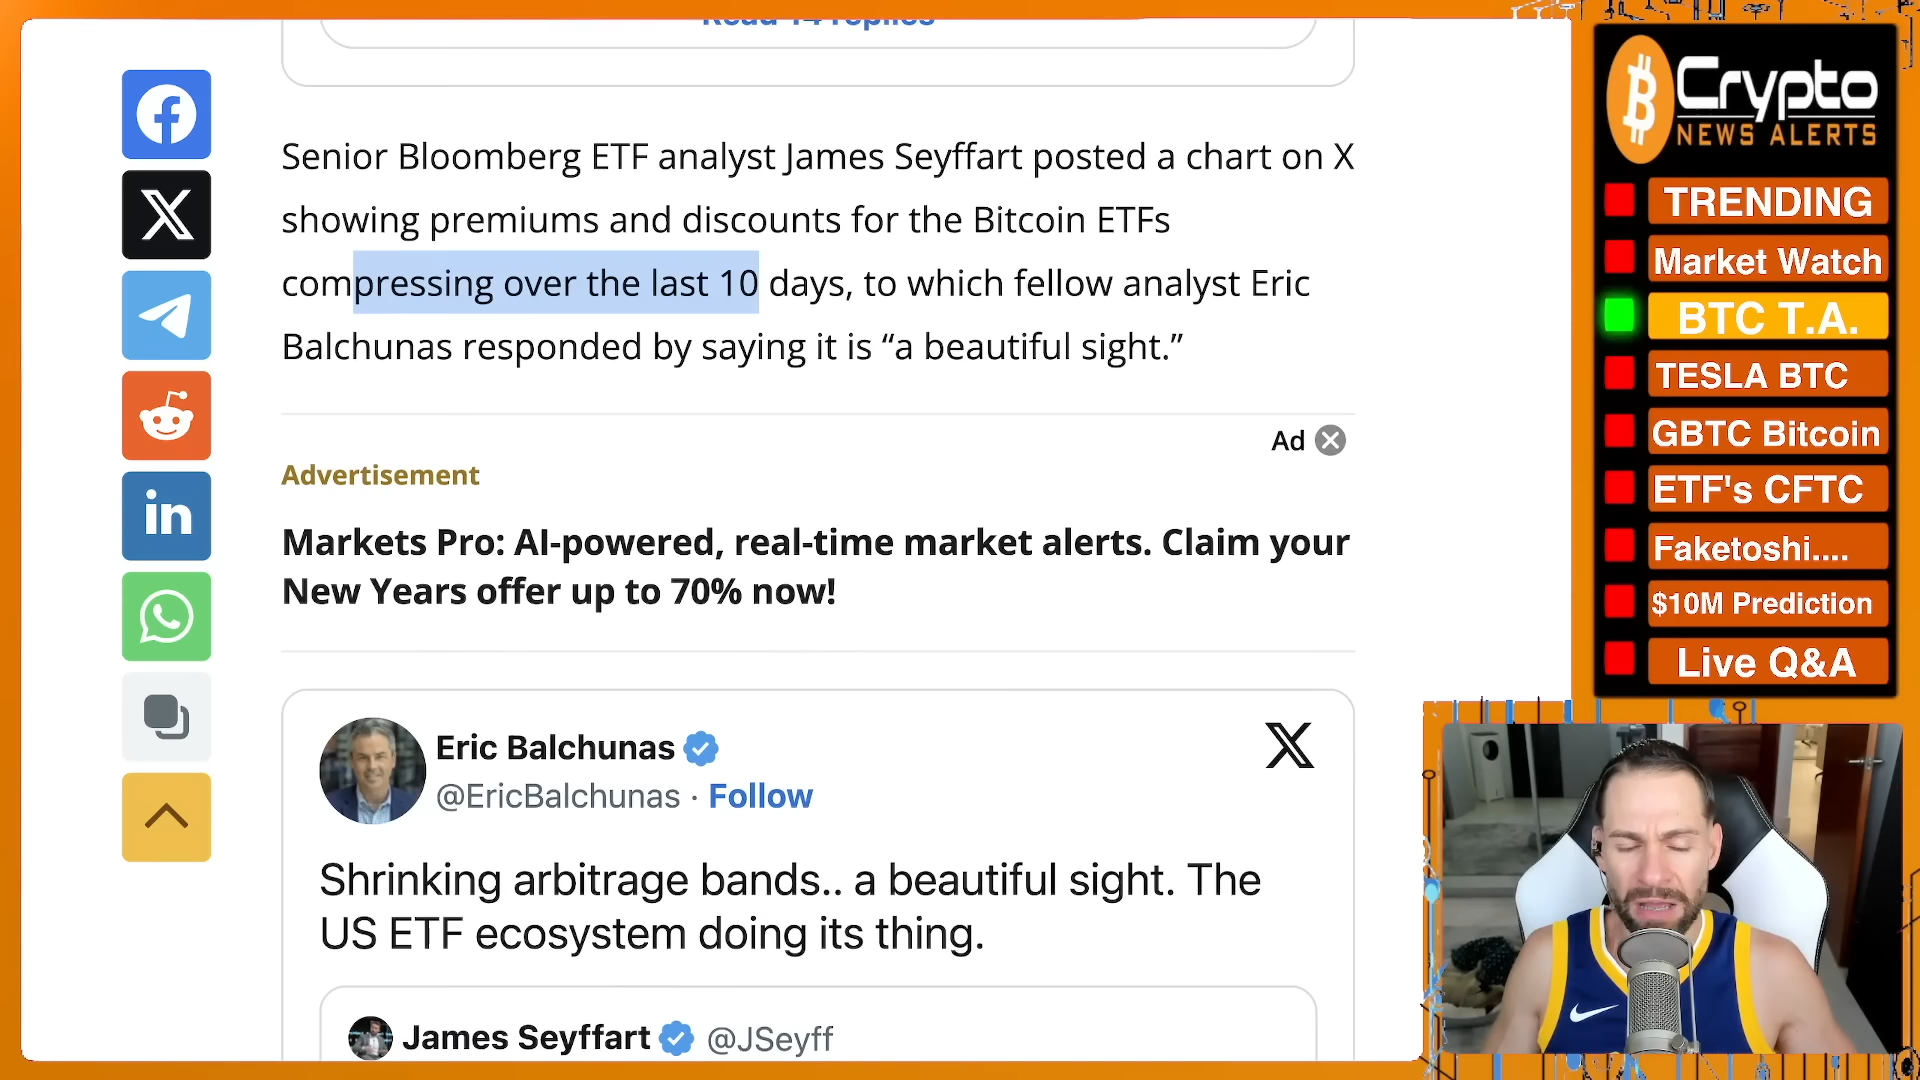 Read 14 replies
Senior Bloomberg ETF analyst James Seyffart posted a chart on X
showing premiums and discounts for the Bitcoin ETFs
compressing over the last 10 days, to which fellow analyst Eric
Balchunas responded by saying it is “a beautiful sight.”
Ad
Advertisement
Markets Pro: AI-powered, real-time market alerts. Claim your
New Years offer up to 70% now!
Eric Balchunas
@EricBalchunas · Follow
Shrinking arbitrage bands.. a beautiful sight. The
US ETF ecosystem doing its thing.
James Seyffart @JSeyff
Crypto
NEWS ALERTS
TRENDING
Market Watch
BTC T.A.
TESLA BTC
GBTC Bitcoin
ETF's CFTC
Faketoshi....
$10M Prediction
Live Q&A